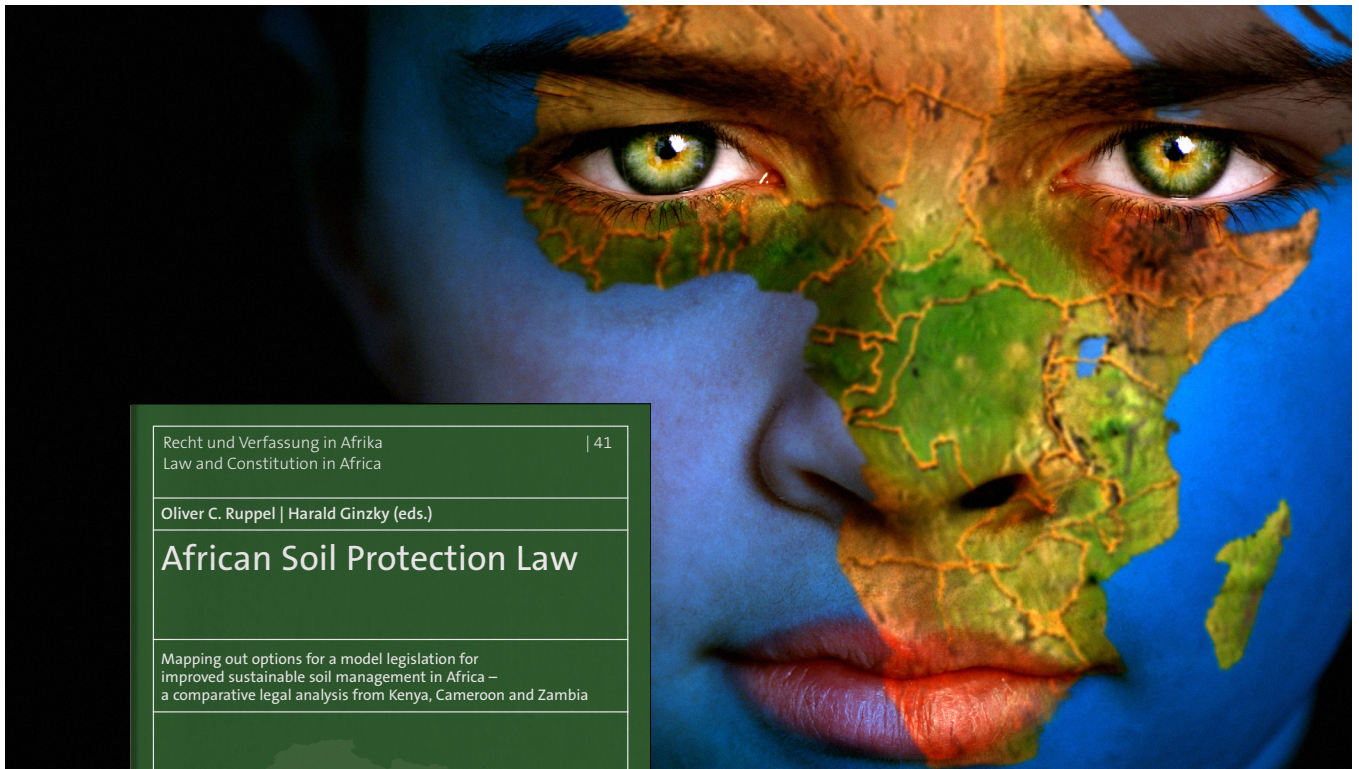 Recht und Verfassung in Afrika | 41
Law and Constitution in Africa
Oliver C. Ruppel | Harald Ginzky (eds.)
African Soil Protection Law
Mapping out options for a model legislation for
improved sustainable soil management in Africa –
a comparative legal analysis from Kenya, Cameroon and Zambia